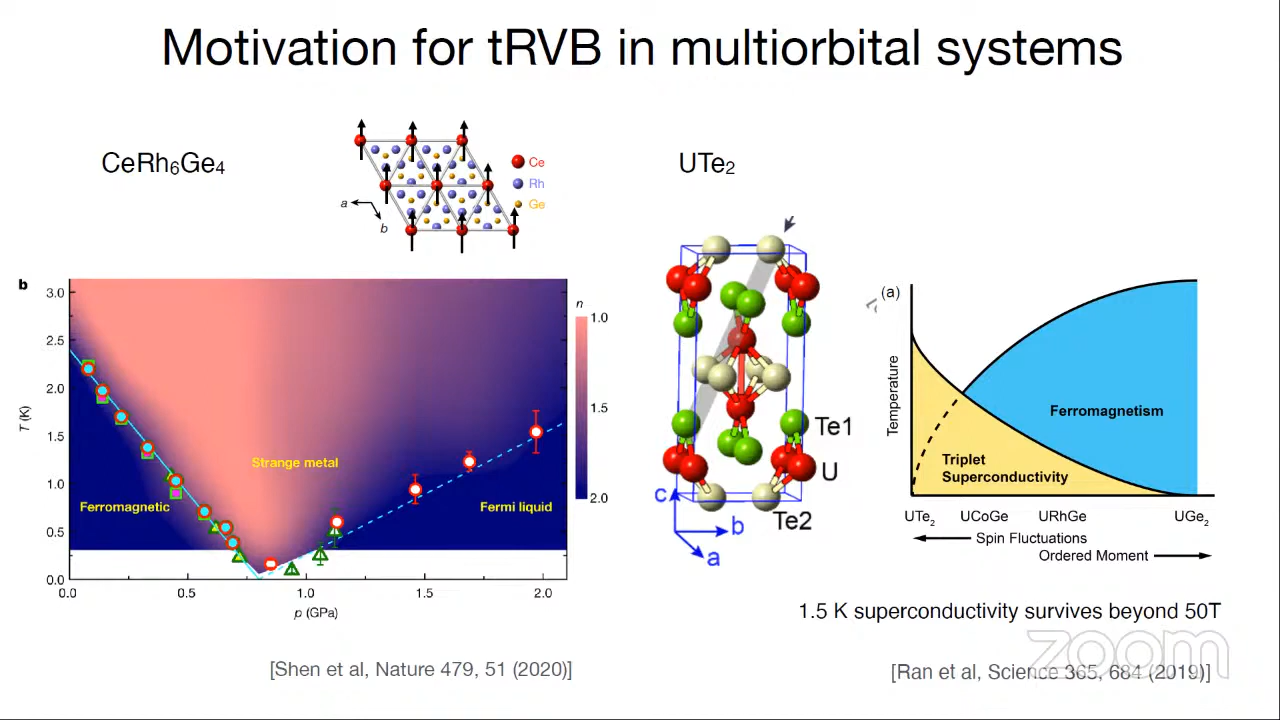 Motivation for tRVB in multiorbital systems
CeRh₆Ge₄
Ce
Rh
Ge
a
b
b
3.0
2.5
2.0
1.5
1.0
0.5
0.0
T (K)
Strange metal
Ferromagnetic
Fermi liquid
n
1.0
1.5
2.0
0.0
0.5
1.0
1.5
2.0
p (GPa)
[Shen et al, Nature 479, 51 (2020)]
UTe₂
Te1
U
Te2
c
b
a
(a)
Temperature
Ferromagnetism
Triplet
Superconductivity
UTe₂ UCoGe URhGe UGe₂
Spin Fluctuations
Ordered Moment
1.5 K superconductivity survives beyond 50T
[Ran et al, Science 365, 684 (2019)]
zoom